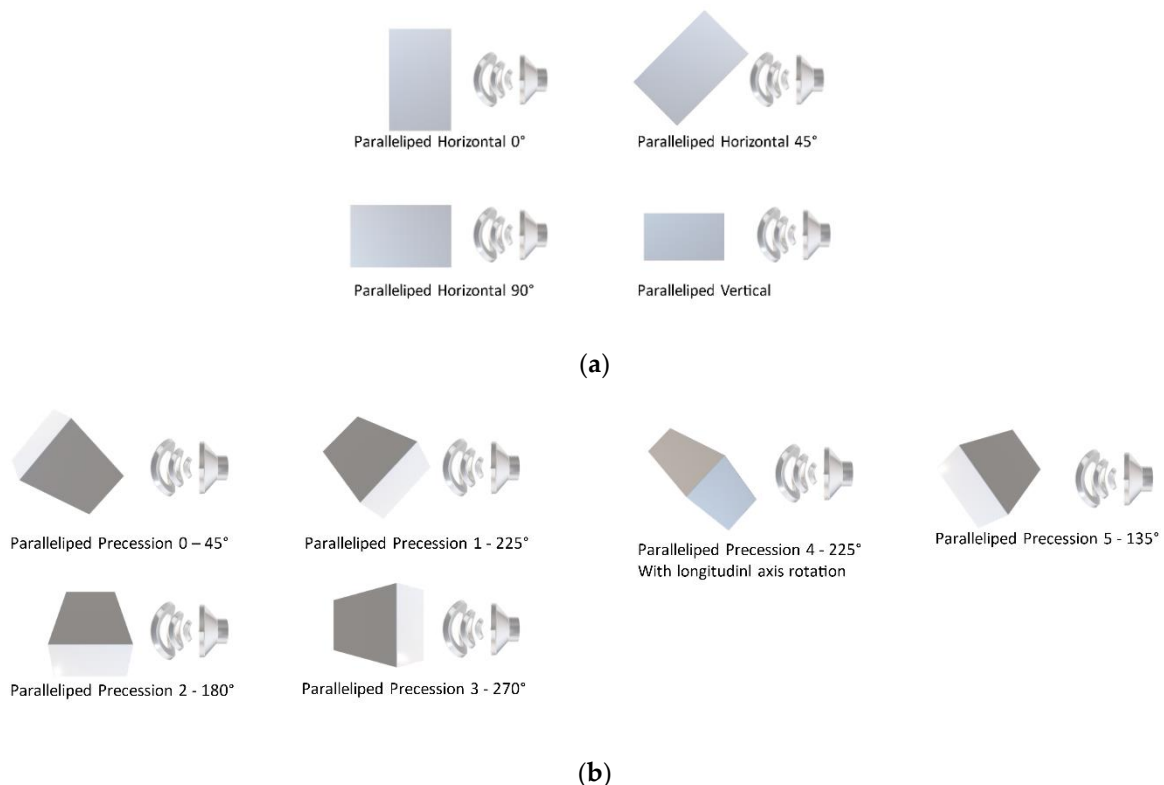 Paralleliped Horizontal 0°
Paralleliped Horizontal 45°
Paralleliped Horizontal 90°
Paralleliped Vertical
(a)
Paralleliped Precession 0 – 45°
Paralleliped Precession 1 - 225°
Paralleliped Precession 4 - 225°
With longitudinl axis rotation
Paralleliped Precession 5 - 135°
Paralleliped Precession 2 - 180°
Paralleliped Precession 3 - 270°
(b)